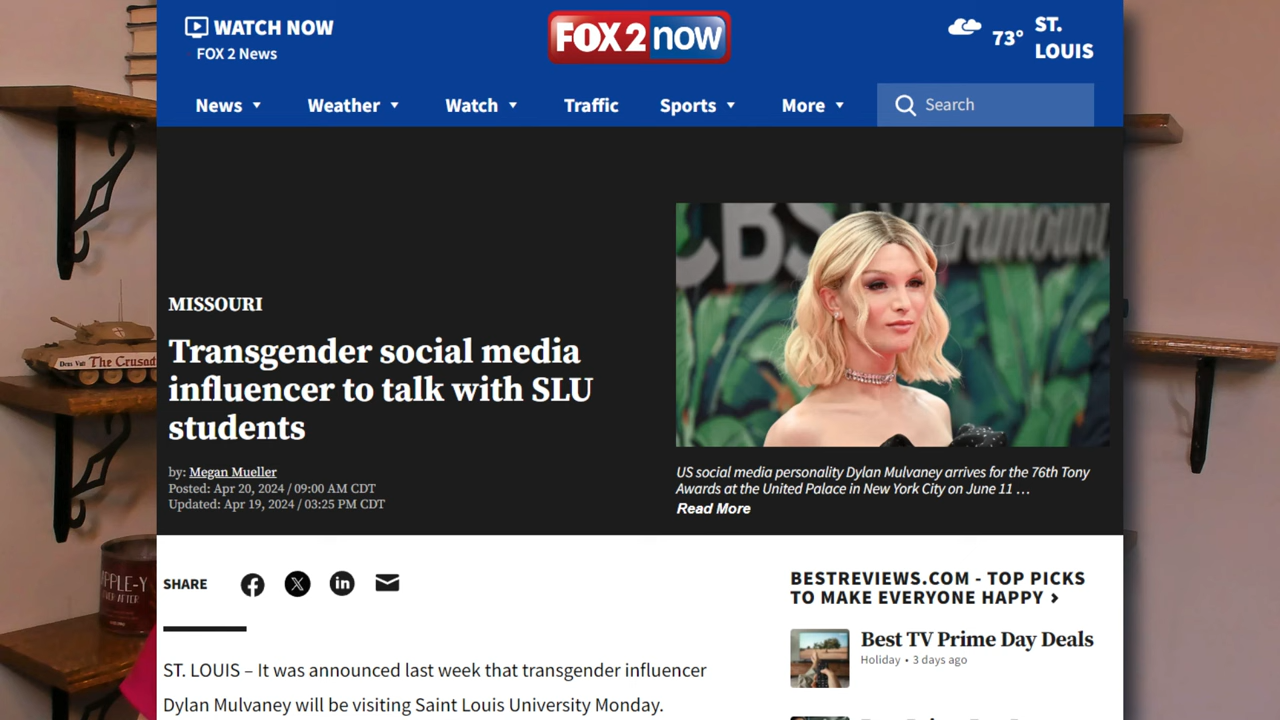 WATCH NOW
FOX 2 News
FOX 2 now
73°
ST.
LOUIS
News
Weather
Watch
Traffic
Sports
More
Search
CBS Paramount
MISSOURI
Transgender social media
influencer to talk with SLU
students
by: Megan Mueller
Posted: Apr 20, 2024 / 09:00 AM CDT
Updated: Apr 19, 2024 / 03:25 PM CDT
US social media personality Dylan Mulvaney arrives for the 76th Tony
Awards at the United Palace in New York City on June 11 …
Read More
The Crusad
SHARE
BESTREVIEWS.COM - TOP PICKS
TO MAKE EVERYONE HAPPY >
Best TV Prime Day Deals
Holiday • 3 days ago
APPLE-Y
EVER AFTER
ST. LOUIS – It was announced last week that transgender influencer
Dylan Mulvaney will be visiting Saint Louis University Monday.